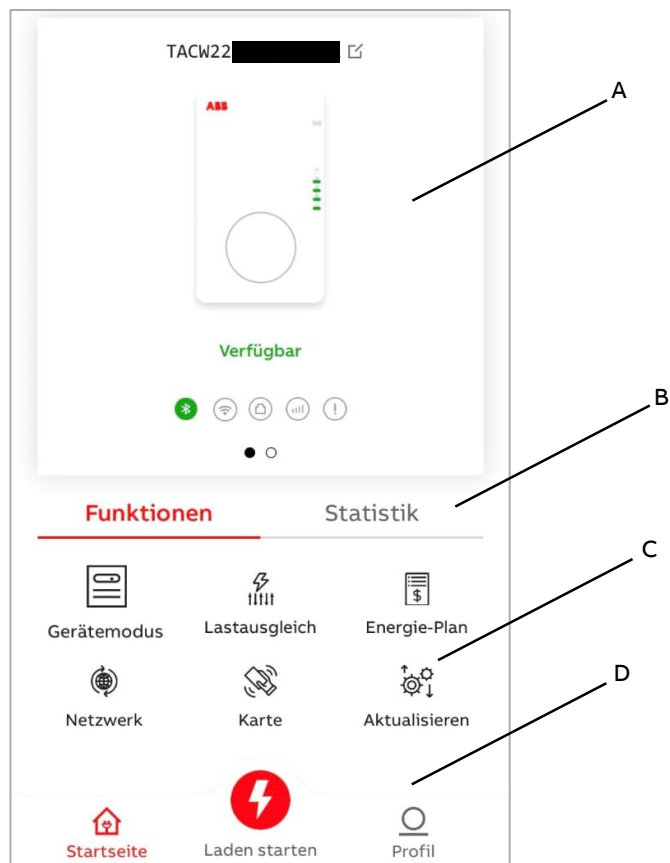 TACW22
A
ABB
Verfügbar
B
Funktionen Statistik
C
Gerätemodus Lastausgleich Energie-Plan
$
D
Netzwerk Karte Aktualisieren
Startseite Laden starten Profil